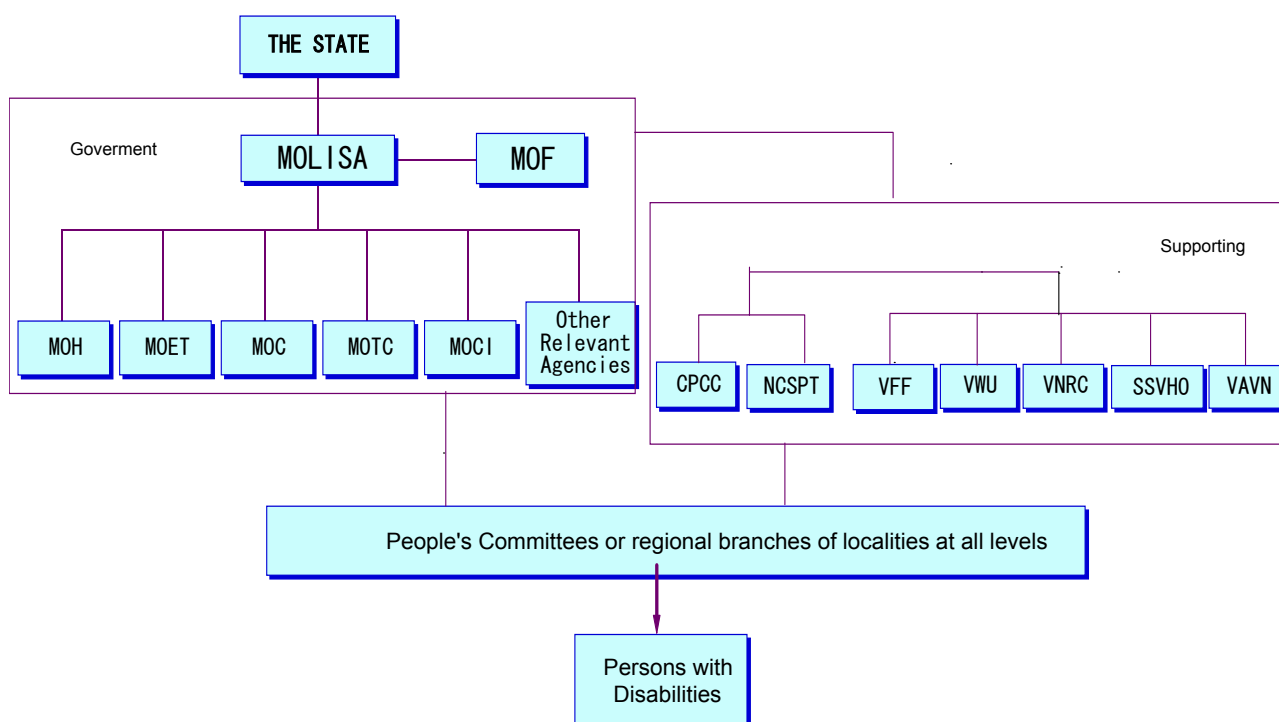 THE STATE
Goverment
MOLISA
MOF
MOH
MOET
MOC
MOTC
MOCI
Other
Relevant
Agencies
Supporting
CPCC
NCSPT
VFF
VWU
VNRC
SSVHO
VAVN
People's Committees or regional branches of localities at all levels
Persons with
Disabilities